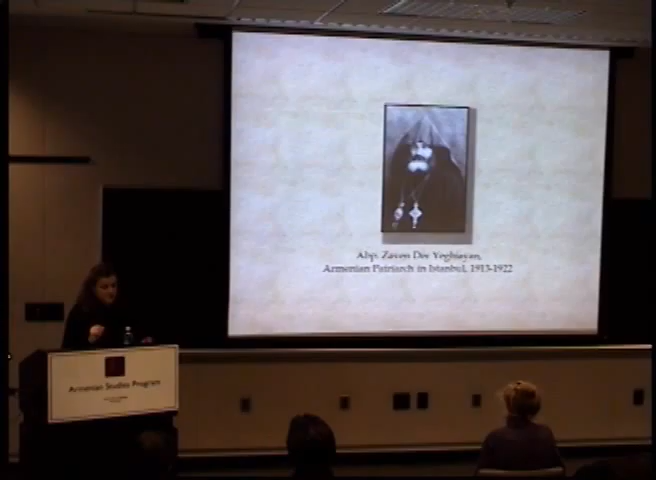 Abp. Zaven Der Yeghiayan,
Armenian Patriarch in Istanbul, 1913-1922
Armenian Studies Program